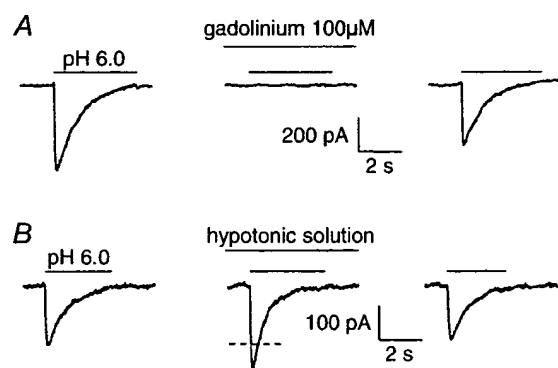 A
gadolinium 100µM
pH 6.0
200 pA
2 s
B
hypotonic solution
pH 6.0
100 pA
2 s